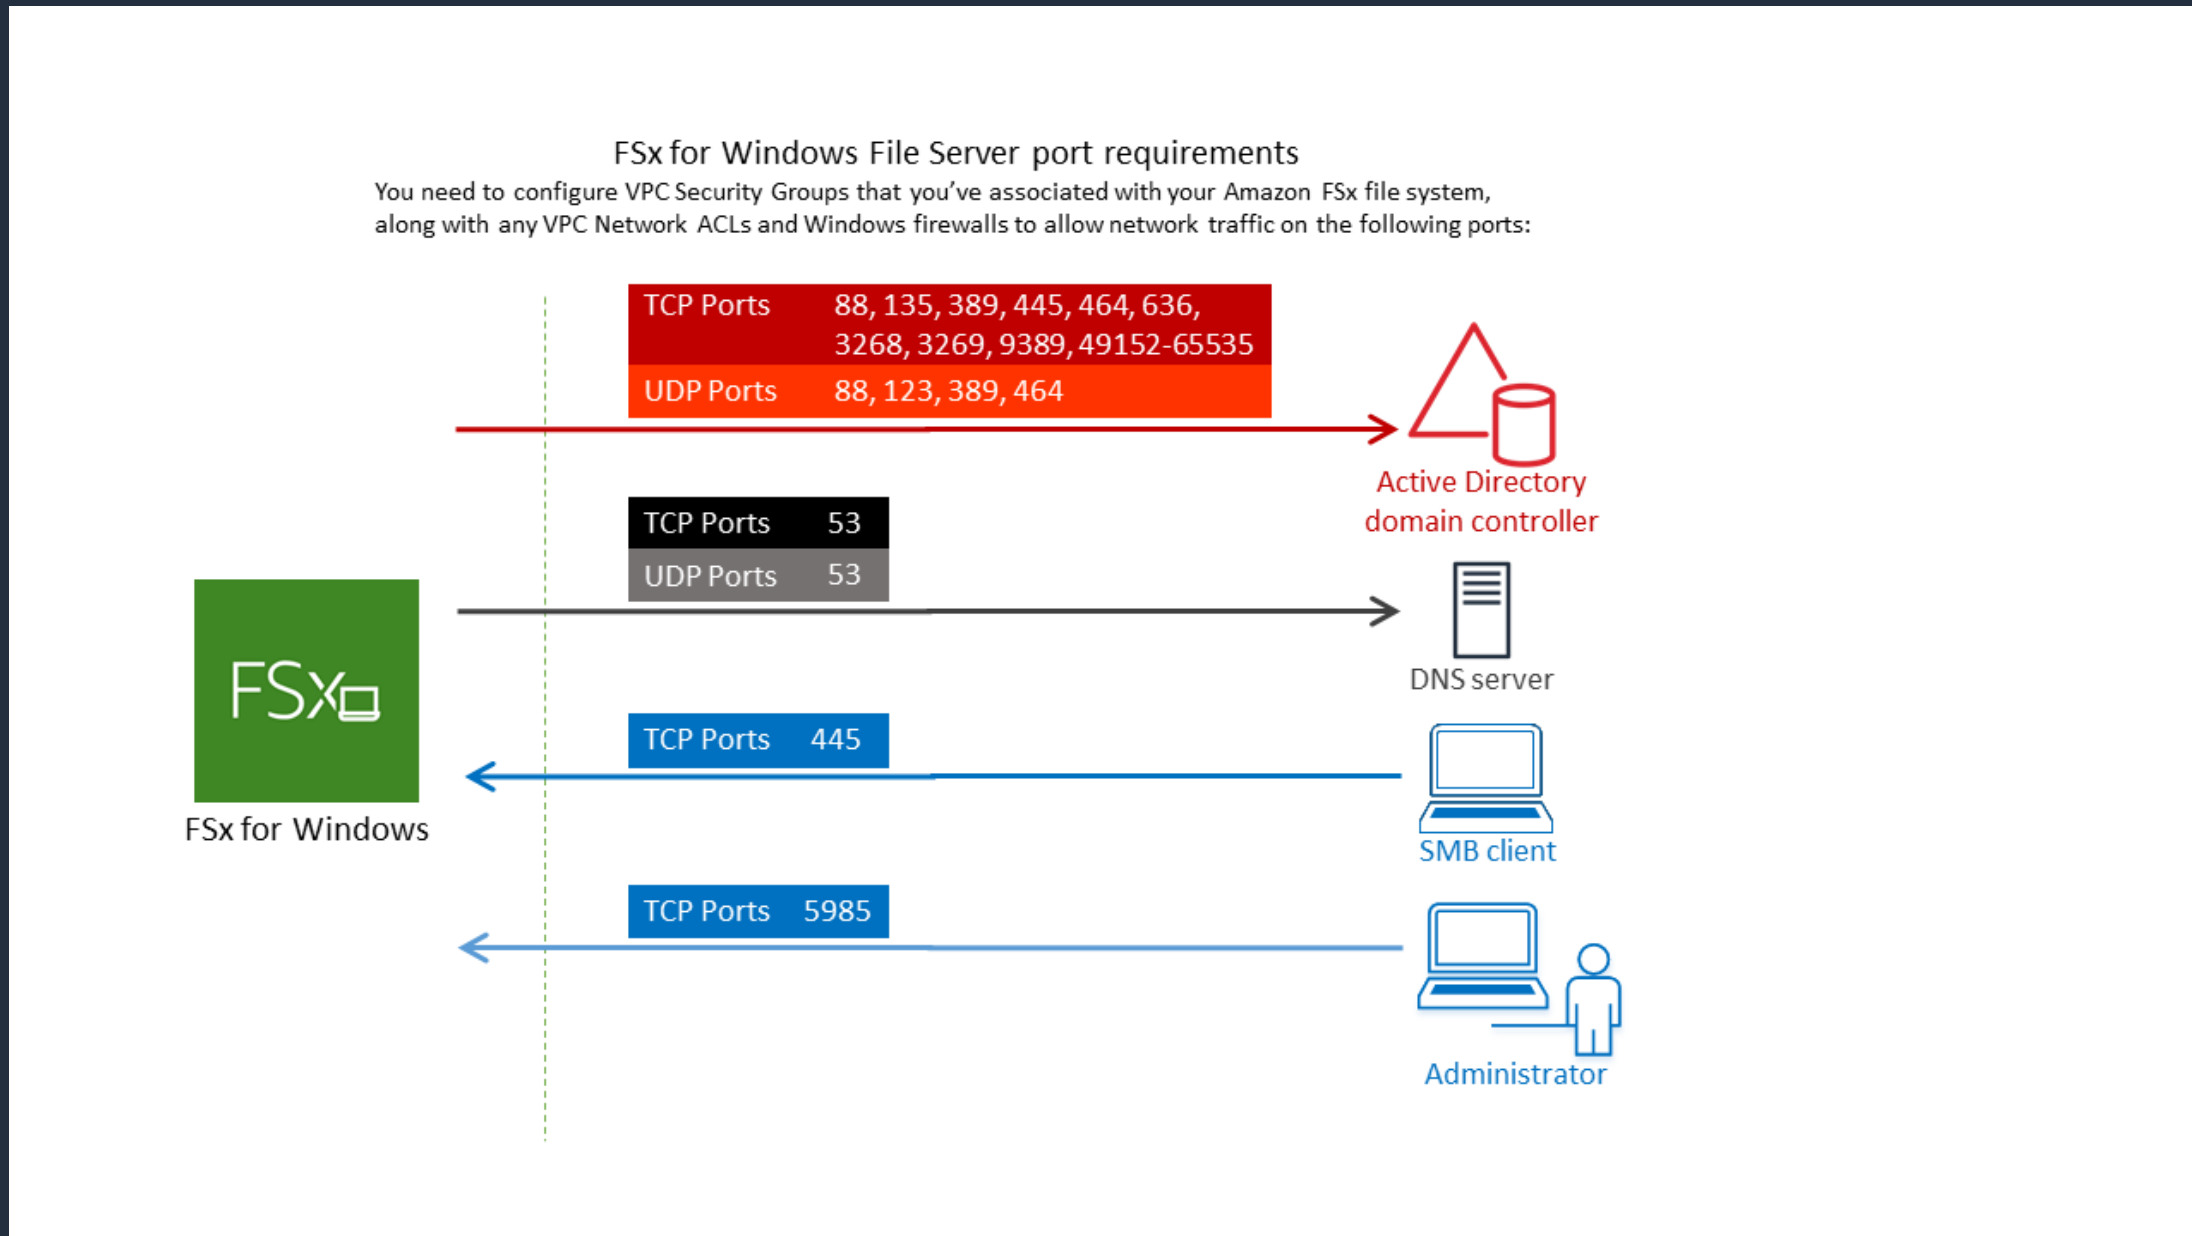 FSx for Windows File Server port requirements
You need to configure VPC Security Groups that you've associated with your Amazon FSx file system,
along with any VPC Network ACLs and Windows firewalls to allow network traffic on the following ports:
TCP Ports 88, 135, 389, 445, 464, 636,
3268, 3269, 9389, 49152-65535
UDP Ports 88, 123, 389, 464
Active Directory
domain controller
TCP Ports 53
UDP Ports 53
DNS server
FSx
FSx for Windows
TCP Ports 445
SMB client
TCP Ports 5985
Administrator